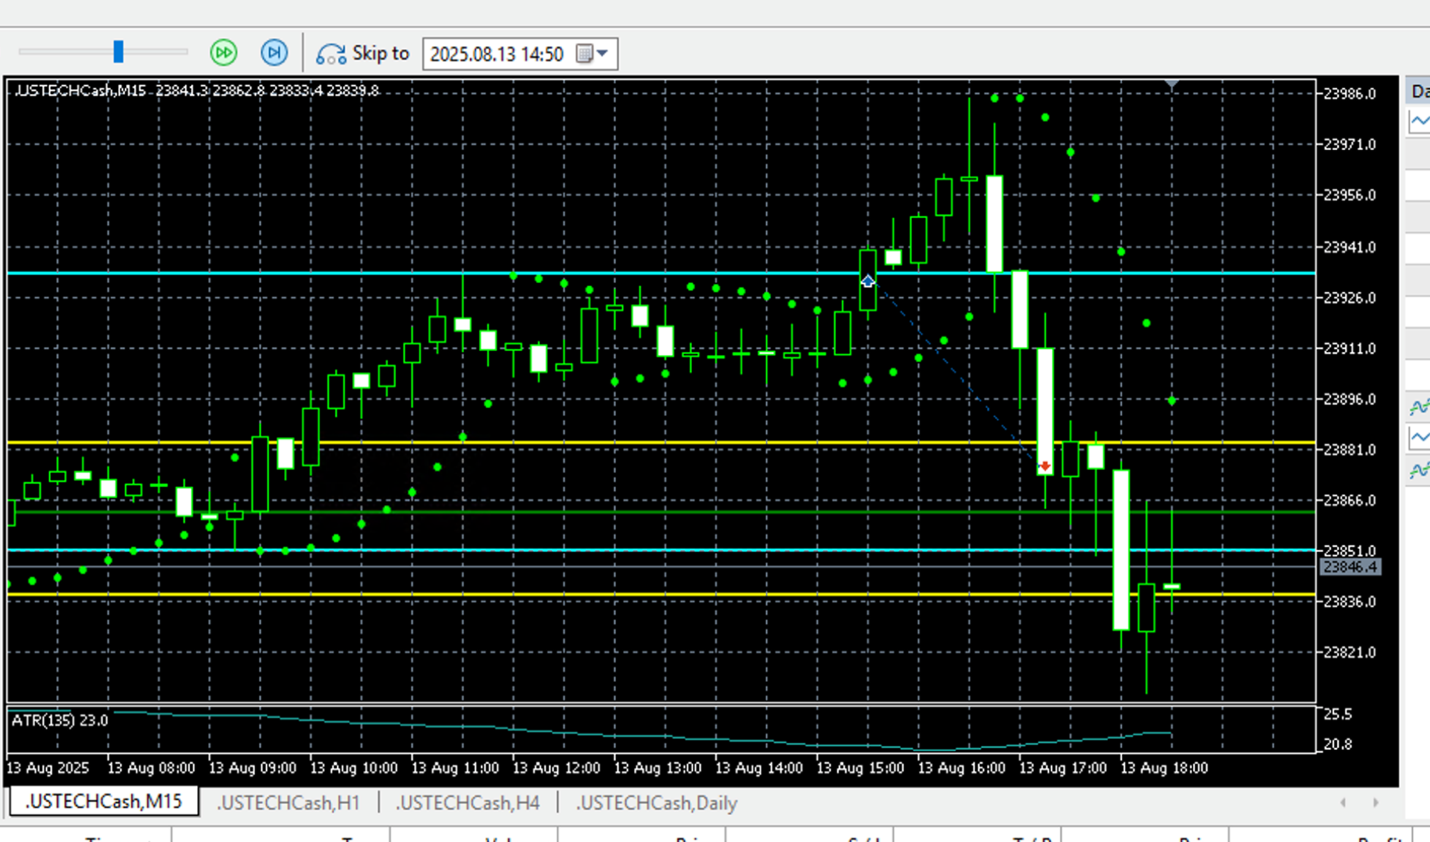 Skip to 2025.08.13 14:50
.USTECHCash,M15 23841.3 23862.8 23833.4 23839.8
Da
23986.0
23971.0
23956.0
23941.0
23926.0
23911.0
23896.0
23881.0
23866.0
23851.0
23846.4
23836.0
23821.0
ATR(135) 23.0
25.5
20.8
13 Aug 2025 13 Aug 08:00 13 Aug 09:00 13 Aug 10:00 13 Aug 11:00 13 Aug 12:00 13 Aug 13:00 13 Aug 14:00 13 Aug 15:00 13 Aug 16:00 13 Aug 17:00 13 Aug 18:00
.USTECHCash,M15 .USTECHCash,H1 .USTECHCash,H4 .USTECHCash,Daily